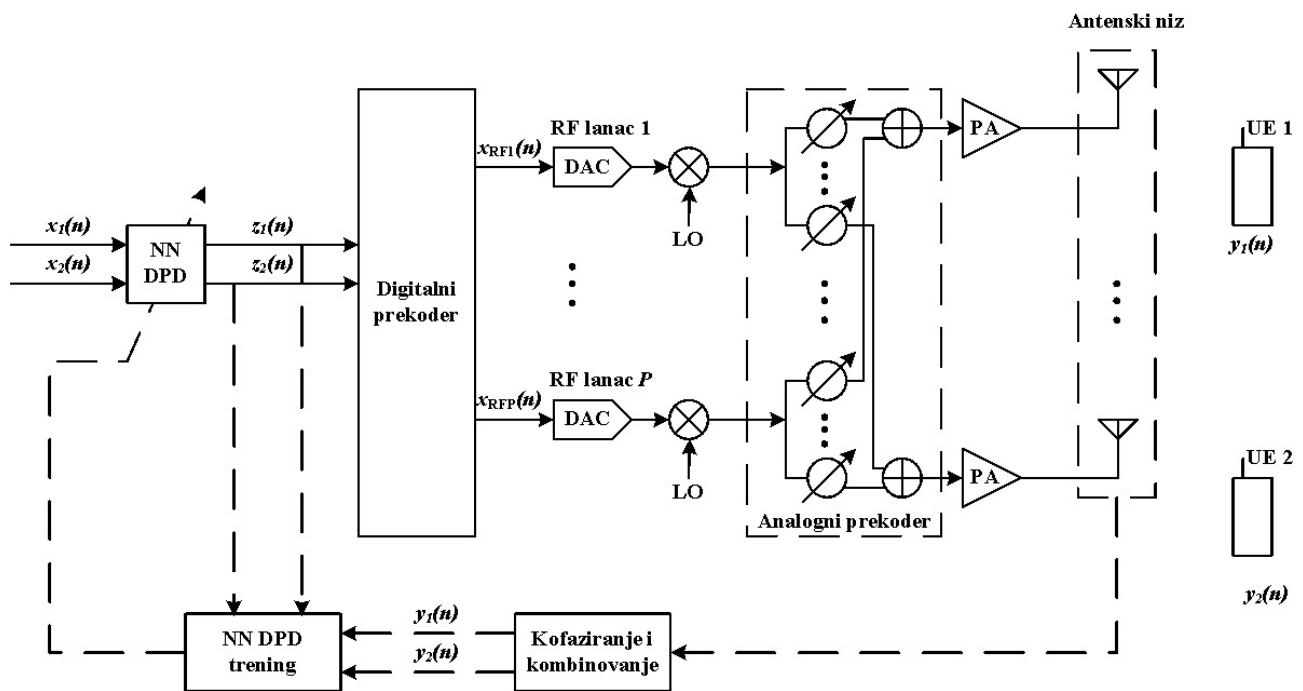 Antenski niz
RF lanac 1
xRF1(n)
DAC
LO
PA
UE 1
y1(n)
x1(n)
x2(n)
NN
DPD
z1(n)
z2(n)
Digitalni
prekoder
RF lanac P
xRFP(n)
DAC
LO
Analogni prekoder
PA
UE 2
y2(n)
NN DPD
trening
y1(n)
y2(n)
Kofaziranje i
kombinovanje